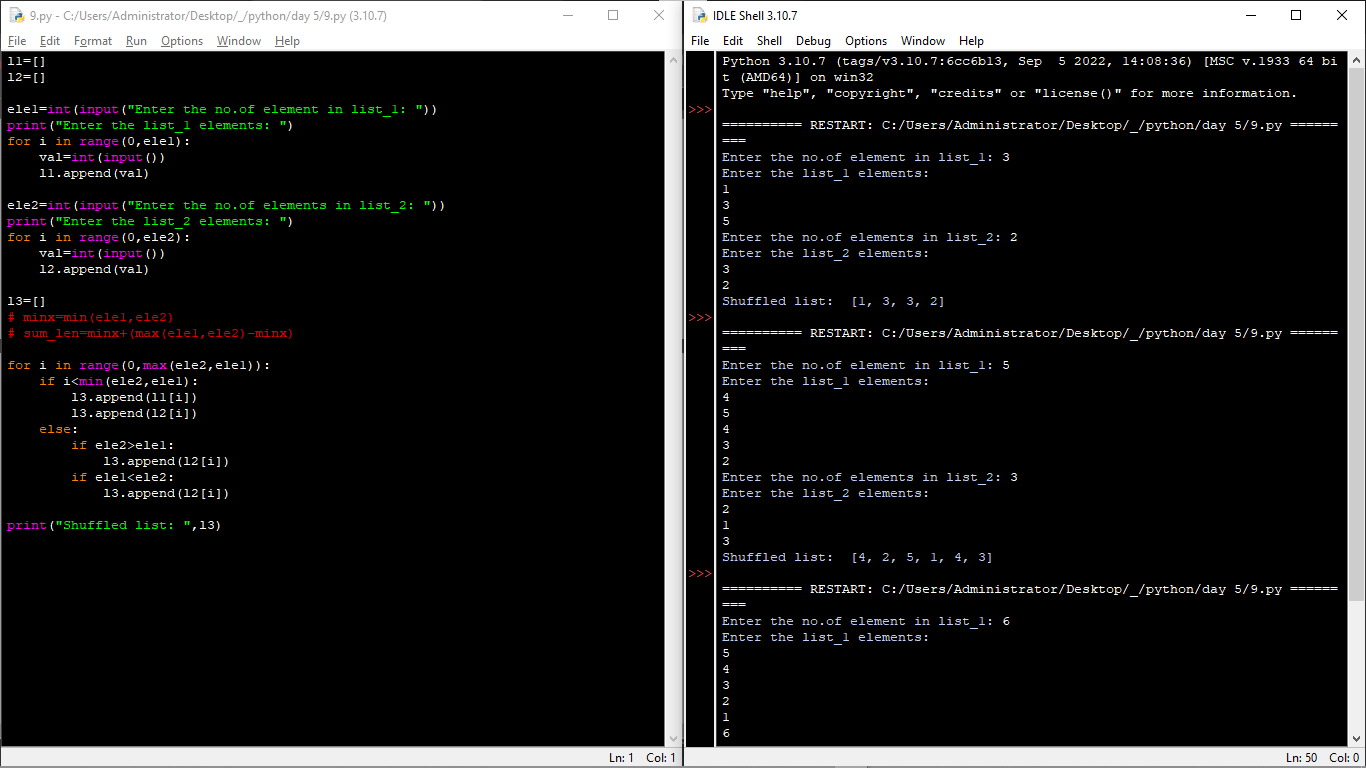 9.py - C:/Users/Administrator/Desktop/_/python/day 5/9.py (3.10.7)
File Edit Format Run Options Window Help
l1=[]
l2=[]
ele1=int(input("Enter the no.of element in list_1: "))
print("Enter the list_1 elements: ")
for i in range(0,ele1):
    val=int(input())
    l1.append(val)
ele2=int(input("Enter the no.of elements in list_2: "))
print("Enter the list_2 elements: ")
for i in range(0,ele2):
    val=int(input())
    l2.append(val)
l3=[]
# minx=min(ele1,ele2)
# sum_len=minx+(max(ele1,ele2)-minx)
for i in range(0,max(ele2,ele1)):
    if i<min(ele2,ele1):
        l3.append(l1[i])
        l3.append(l2[i])
    else:
        if ele2>ele1:
            l3.append(l2[i])
        if ele1<ele2:
            l3.append(l2[i])
print("Shuffled list: ",l3)
Ln: 1 Col: 1
IDLE Shell 3.10.7
File Edit Shell Debug Options Window Help
Python 3.10.7 (tags/v3.10.7:6cc6b13, Sep  5 2022, 14:08:36) [MSC v.1933 64 bi
t (AMD64)] on win32
Type "help", "copyright", "credits" or "license()" for more information.
>>>
========== RESTART: C:/Users/Administrator/Desktop/_/python/day 5/9.py ======
===
Enter the no.of element in list_1: 3
Enter the list_1 elements:
1
3
5
Enter the no.of elements in list_2: 2
Enter the list_2 elements:
3
2
Shuffled list:  [1, 3, 3, 2]
>>>
========== RESTART: C:/Users/Administrator/Desktop/_/python/day 5/9.py ======
===
Enter the no.of element in list_1: 5
Enter the list_1 elements:
4
5
4
3
2
Enter the no.of elements in list_2: 3
Enter the list_2 elements:
2
1
3
Shuffled list:  [4, 2, 5, 1, 4, 3]
>>>
========== RESTART: C:/Users/Administrator/Desktop/_/python/day 5/9.py ======
===
Enter the no.of element in list_1: 6
Enter the list_1 elements:
5
4
3
2
1
6
Ln: 50 Col: 0